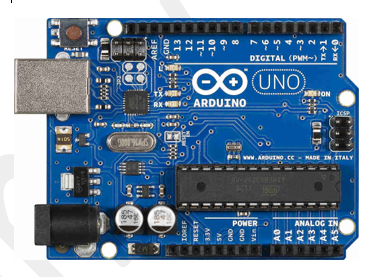 RESET
AREF
GND
13
12
~11
~10
~9
8
7
~6
~5
4
~3
2
TX→1
RX←0
DIGITAL (PWM~)
TX
RX
ARDUINO
UNO
ON
ICSP
WWW.ARDUINO.CC - MADE IN ITALY
IOREF
RESET
3.3V
5V
GND
GND
Vin
POWER
ANALOG IN
A0
A1
A2
A3
A4
A5